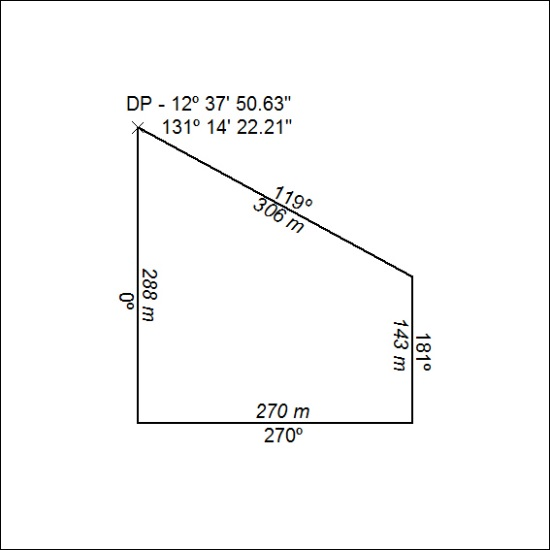 DP - 12º 37' 50.63"
131º 14' 22.21"
119º
306 m
288 m
0º
143 m
181º
270 m
270º